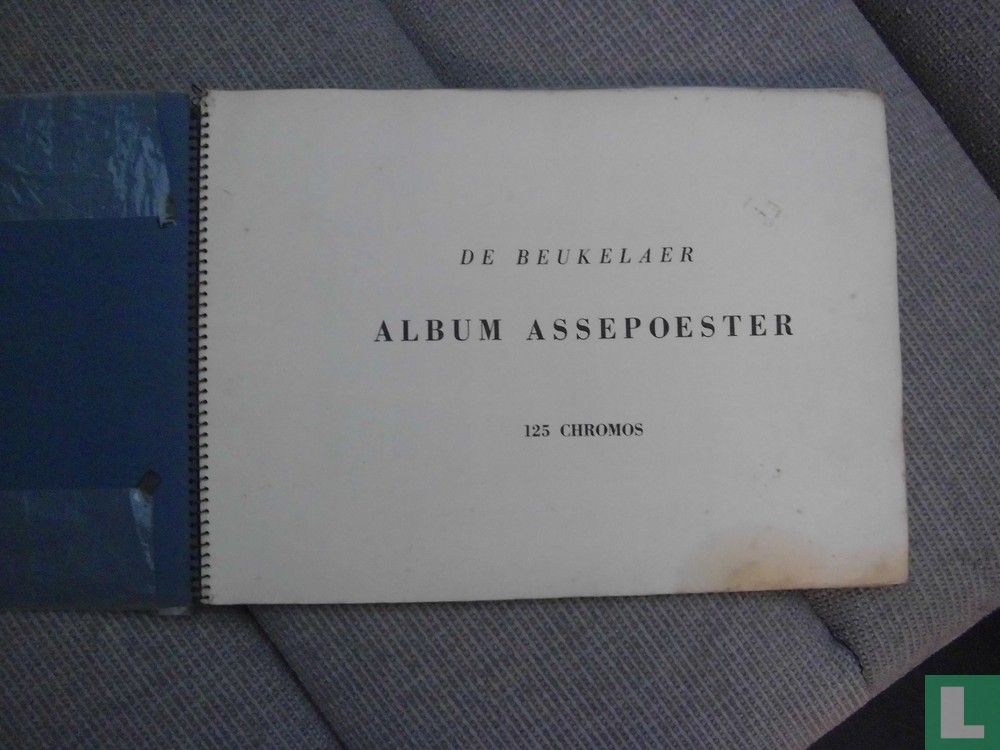 DE BEUKELAER
ALBUM ASSEPOESTER
125 CHROMOS
L